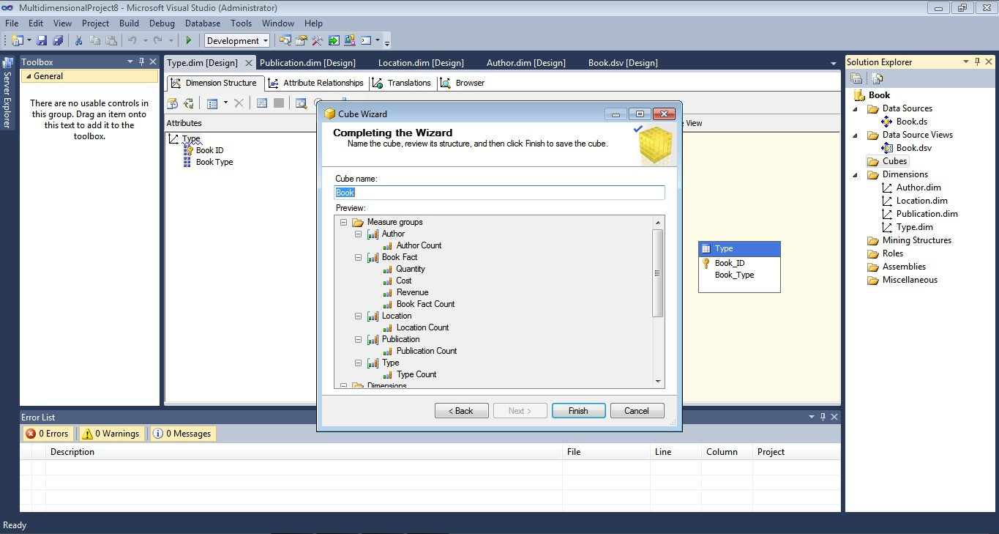 MultidimensionalProject8 - Microsoft Visual Studio (Administrator)
File Edit View Project Build Debug Database Tools Window Help
Development
Server Explorer
Toolbox
General
There are no usable controls in
this group. Drag an item onto
this text to add it to the
toolbox.
Type.dim [Design] Publication.dim [Design] Location.dim [Design] Author.dim [Design] Book.dsv [Design]
Dimension Structure Attribute Relationships Translations Browser
Attributes
Type
Book ID
Book Type
View
Type
Book_ID
Book_Type
Cube Wizard
Completing the Wizard
Name the cube, review its structure, and then click Finish to save the cube.
Cube name:
Book
Preview:
Measure groups
Author
Author Count
Book Fact
Quantity
Cost
Revenue
Book Fact Count
Location
Location Count
Publication
Publication Count
Type
Type Count
Dimensions
< Back Next > Finish Cancel
Solution Explorer
Book
Data Sources
Book.ds
Data Source Views
Book.dsv
Cubes
Dimensions
Author.dim
Location.dim
Publication.dim
Type.dim
Mining Structures
Roles
Assemblies
Miscellaneous
Error List
0 Errors 0 Warnings 0 Messages
Description File Line Column Project
Ready